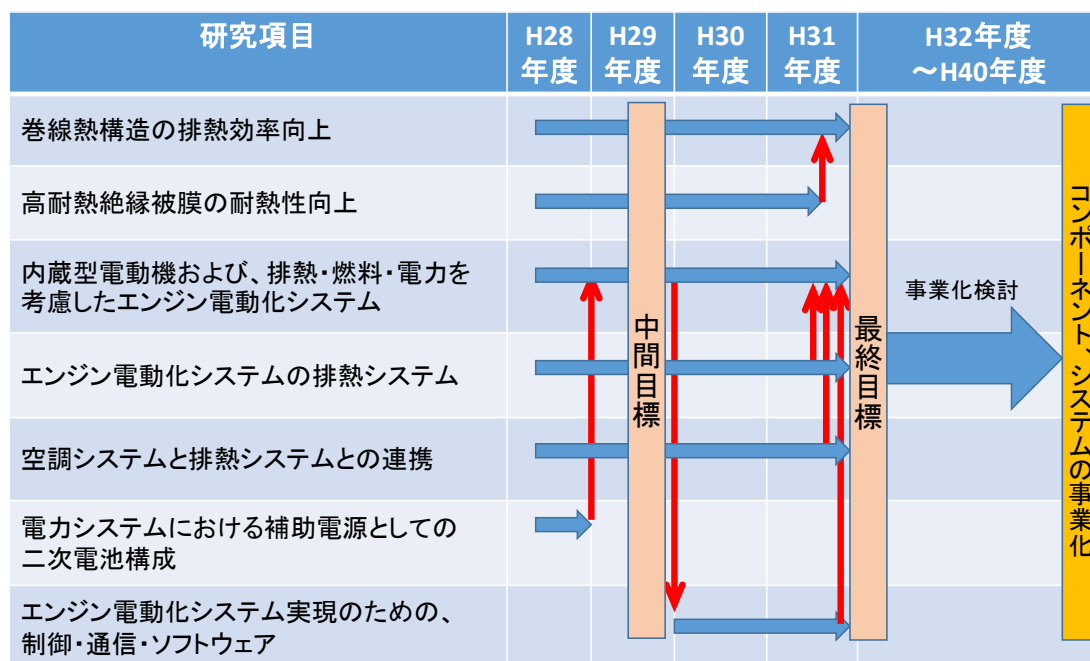 研究項目
H28
年度
H29
年度
H30
年度
H31
年度
H32年度
～H40年度
巻線熱構造の排熱効率向上
高耐熱絶縁被膜の耐熱性向上
内蔵型電動機および、排熱・燃料・電力を
考慮したエンジン電動化システム
エンジン電動化システムの排熱システム
空調システムと排熱システムとの連携
電力システムにおける補助電源としての
二次電池構成
エンジン電動化システム実現のための、
制御・通信・ソフトウェア
中間目標
最終目標
事業化検討
コンポーネント、システムの事業化